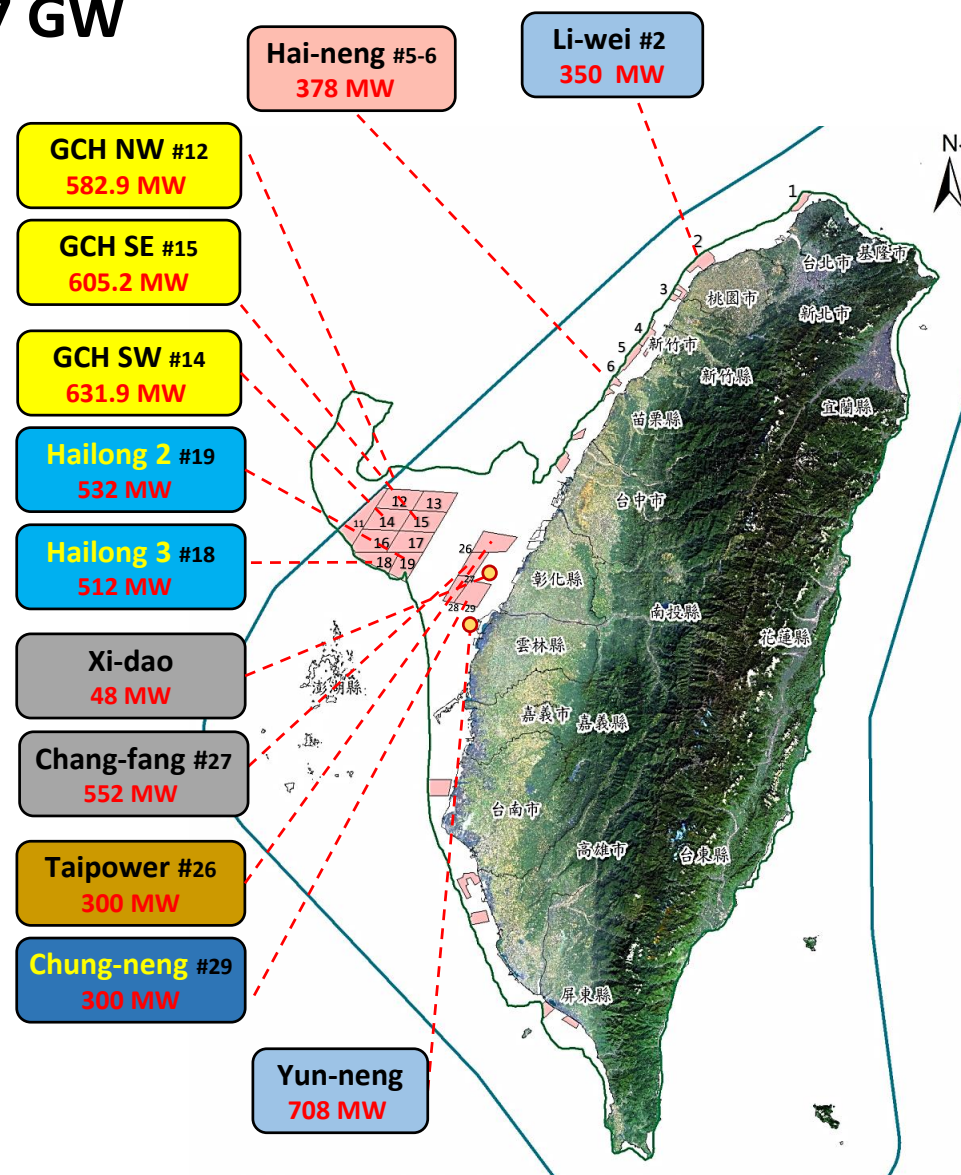 7 GW
Hai-neng #5-6
378 MW
Li-wei #2
350 MW
GCH NW #12
582.9 MW
GCH SE #15
605.2 MW
GCH SW #14
631.9 MW
Hailong 2 #19
532 MW
Hailong 3 #18
512 MW
Xi-dao
48 MW
Chang-fang #27
552 MW
Taipower #26
300 MW
Chung-neng #29
300 MW
Yun-neng
708 MW
N
1
2
3
4
5
6
基隆市
台北市
桃園市
新北市
新竹市
新竹縣
宜蘭縣
苗栗縣
台中市
12
13
11
14
15
16
17
18
19
26
27
28
29
彰化縣
南投縣
花蓮縣
雲林縣
澎湖縣
嘉義市
嘉義縣
台南市
高雄市
台東縣
屏東縣